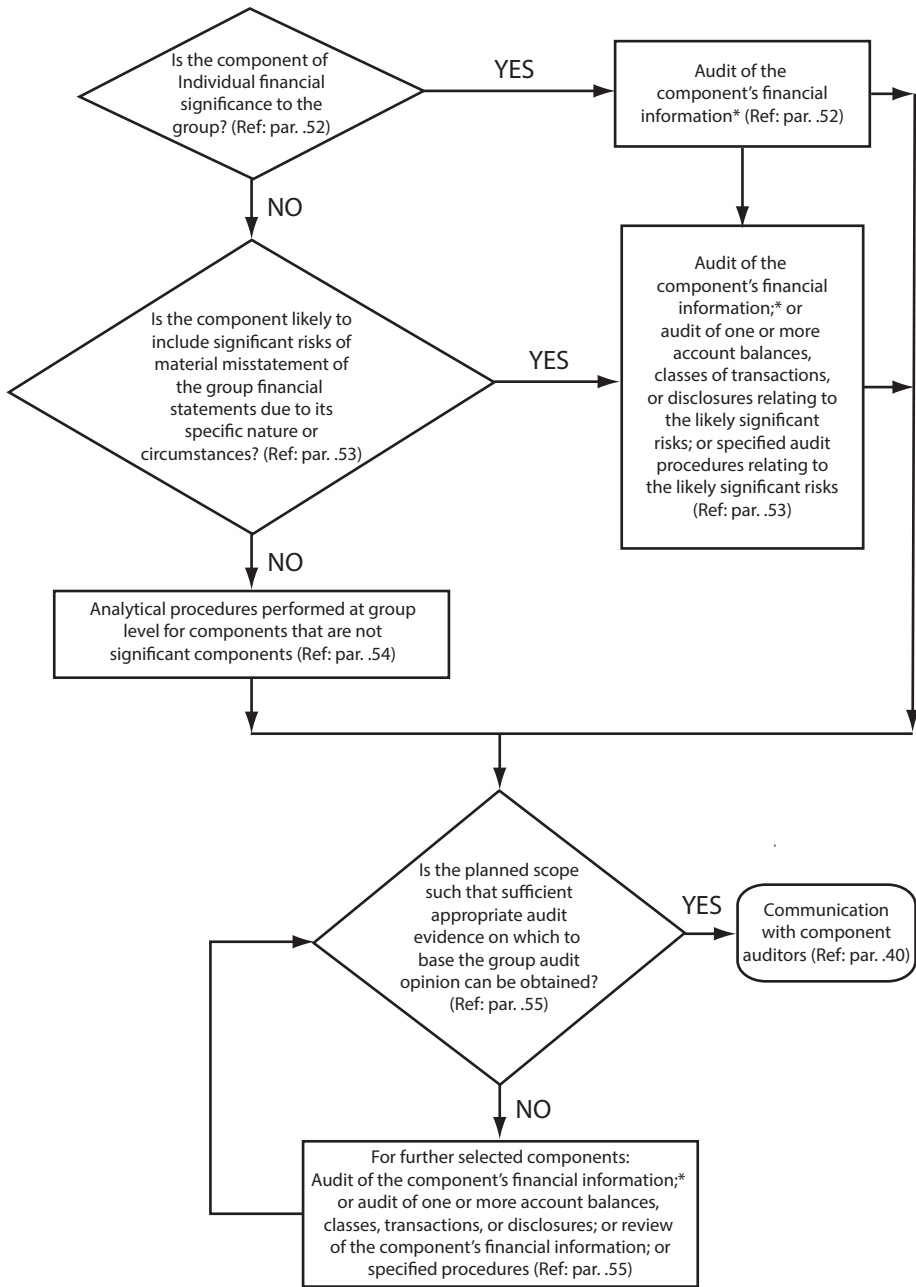 Is the component of
Individual financial
significance to the
group? (Ref: par. .52)
YES
Audit of the
component’s financial
information* (Ref: par. .52)
NO
Is the component likely to
include significant risks of
material misstatement of
the group financial
statements due to its
specific nature or
circumstances? (Ref: par. .53)
YES
Audit of the
component’s financial
information;* or
audit of one or more
account balances,
classes of transactions,
or disclosures relating to
the likely significant
risks; or specified audit
procedures relating to
the likely significant risks
(Ref: par. .53)
NO
Analytical procedures performed at group
level for components that are not
significant components (Ref: par. .54)
Is the planned scope
such that sufficient
appropriate audit
evidence on which to
base the group audit
opinion can be obtained?
(Ref: par. .55)
YES
Communication
with component
auditors (Ref: par. .40)
NO
For further selected components:
Audit of the component’s financial information;*
or audit of one or more account balances,
classes, transactions, or disclosures; or review
of the component’s financial information; or
specified procedures (Ref: par. .55)